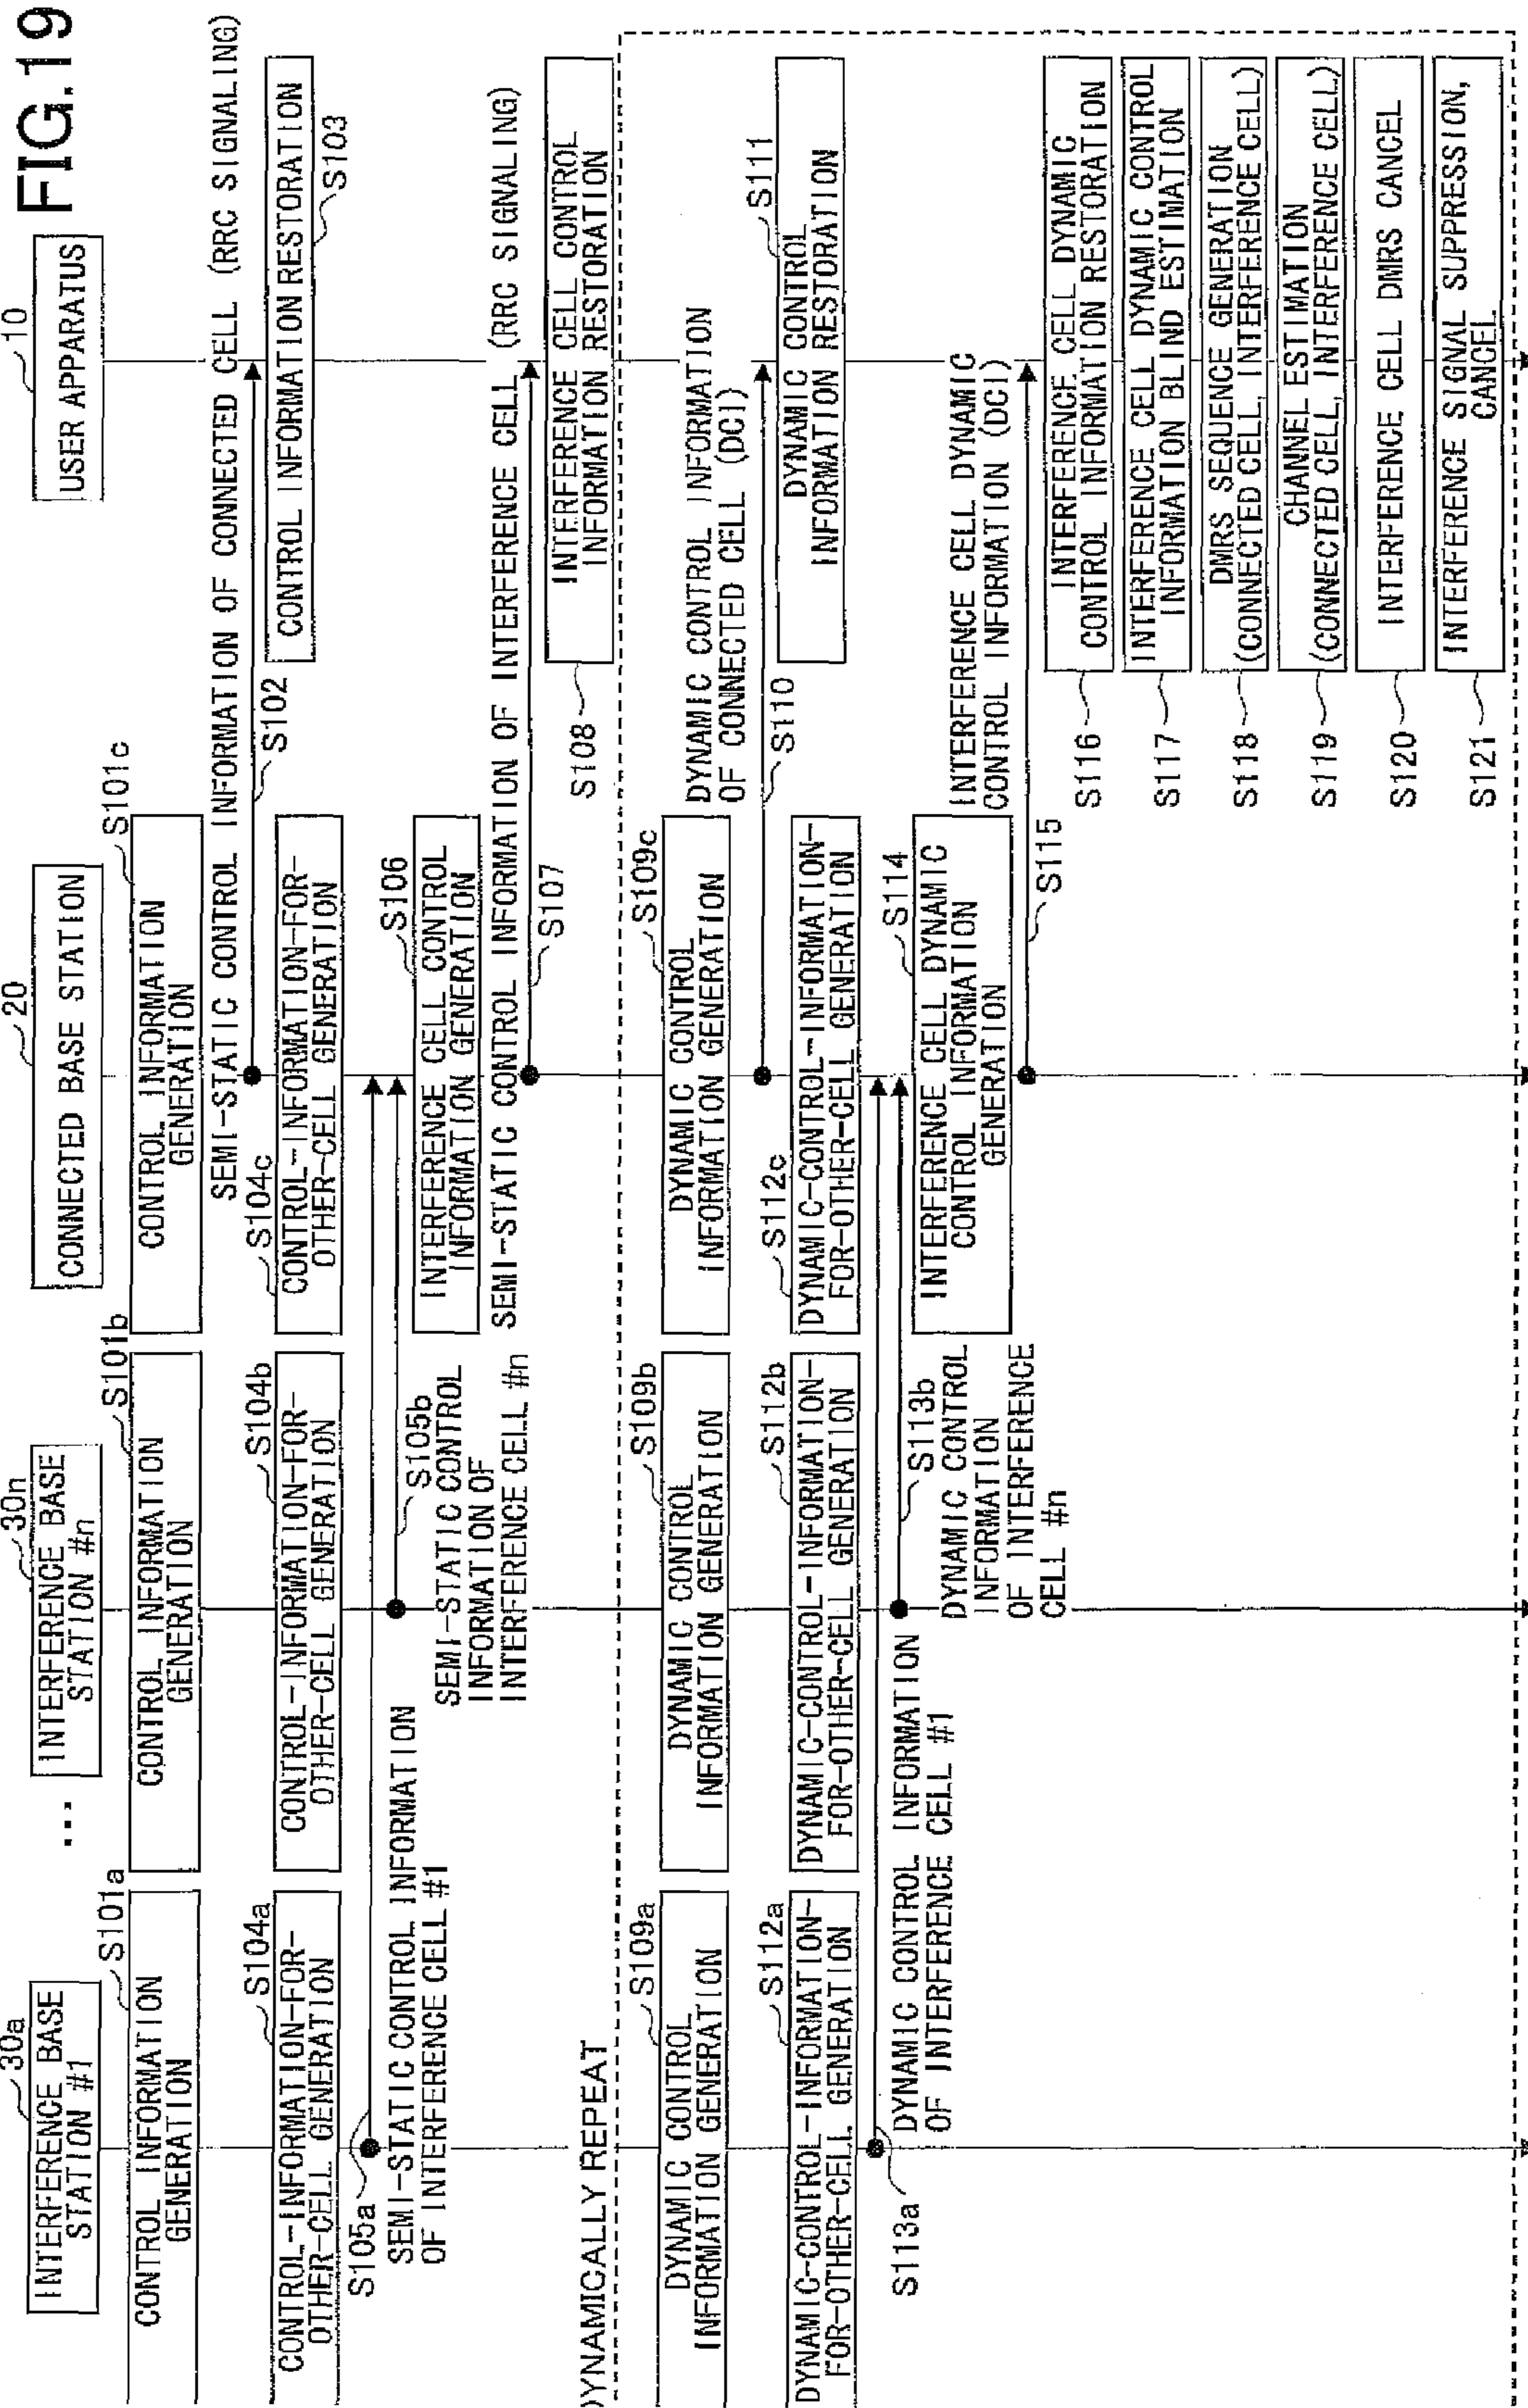 FIG.19
30a
INTERFERENCE BASE
STATION #1
...
30n
INTERFERENCE BASE
STATION #n
20
CONNECTED BASE STATION
10
USER APPARATUS
S101a
CONTROL INFORMATION
GENERATION
S101b
CONTROL INFORMATION
GENERATION
S101c
CONTROL INFORMATION
GENERATION
SEMI-STATIC CONTROL INFORMATION OF CONNECTED CELL (RRC SIGNALING)
S102
CONTROL INFORMATION RESTORATION
S103
S104a
CONTROL-INFORMATION-FOR-
OTHER-CELL GENERATION
S104b
CONTROL-INFORMATION-FOR-
OTHER-CELL GENERATION
S104c
CONTROL-INFORMATION-FOR-
OTHER-CELL GENERATION
S105a
SEMI-STATIC CONTROL INFORMATION
OF INTERFERENCE CELL #1
S105b
SEMI-STATIC CONTROL
INFORMATION OF
INTERFERENCE CELL #n
S106
INTERFERENCE CELL CONTROL
INFORMATION GENERATION
SEMI-STATIC CONTROL INFORMATION OF INTERFERENCE CELL (RRC SIGNALING)
S107
INTERFERENCE CELL CONTROL
INFORMATION RESTORATION
S108
DYNAMICALLY REPEAT
S109a
DYNAMIC CONTROL
INFORMATION GENERATION
S109b
DYNAMIC CONTROL
INFORMATION GENERATION
S109c
DYNAMIC CONTROL
INFORMATION GENERATION
DYNAMIC CONTROL INFORMATION
OF CONNECTED CELL (DCI)
S110
S111
DYNAMIC CONTROL
INFORMATION RESTORATION
S112a
DYNAMIC-CONTROL-INFORMATION-
FOR-OTHER-CELL GENERATION
S112b
DYNAMIC-CONTROL-INFORMATION-
FOR-OTHER-CELL GENERATION
S112c
DYNAMIC-CONTROL-INFORMATION-
FOR-OTHER-CELL GENERATION
S113a
DYNAMIC CONTROL INFORMATION
OF INTERFERENCE CELL #1
S113b
DYNAMIC CONTROL
INFORMATION
OF INTERFERENCE
CELL #n
S114
INTERFERENCE CELL DYNAMIC
CONTROL INFORMATION
GENERATION
INTERFERENCE CELL DYNAMIC
CONTROL INFORMATION (DCI)
S115
S116
INTERFERENCE CELL DYNAMIC
CONTROL INFORMATION RESTORATION
S117
INTERFERENCE CELL DYNAMIC CONTROL
INFORMATION BLIND ESTIMATION
S118
DMRS SEQUENCE GENERATION
(CONNECTED CELL, INTERFERENCE CELL)
S119
CHANNEL ESTIMATION
(CONNECTED CELL, INTERFERENCE CELL)
S120
INTERFERENCE CELL DMRS CANCEL
S121
INTERFERENCE SIGNAL SUPPRESSION,
CANCEL